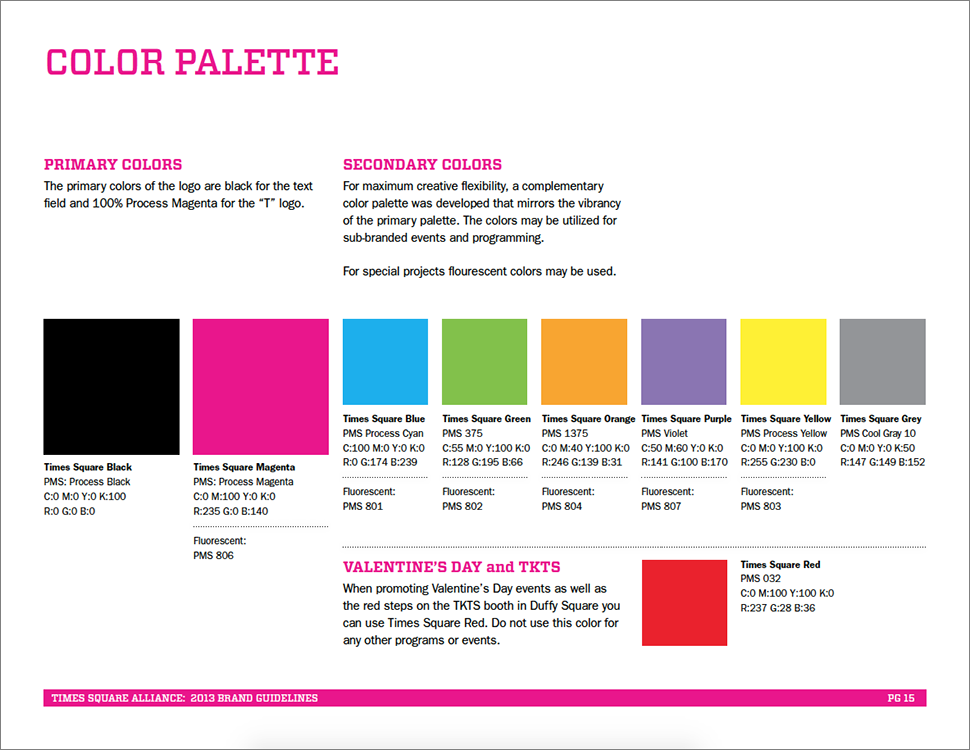 COLOR PALETTE
PRIMARY COLORS
The primary colors of the logo are black for the text
field and 100% Process Magenta for the “T” logo.
SECONDARY COLORS
For maximum creative flexibility, a complementary
color palette was developed that mirrors the vibrancy
of the primary palette. The colors may be utilized for
sub-branded events and programming.
For special projects flourescent colors may be used.
Times Square Black
PMS: Process Black
C:0 M:0 Y:0 K:100
R:0 G:0 B:0
Times Square Magenta
PMS: Process Magenta
C:0 M:100 Y:0 K:0
R:235 G:0 B:140
Fluorescent:
PMS 806
Times Square Blue
PMS Process Cyan
C:100 M:0 Y:0 K:0
R:0 G:174 B:239
Fluorescent:
PMS 801
Times Square Green
PMS 375
C:55 M:0 Y:100 K:0
R:128 G:195 B:66
Fluorescent:
PMS 802
Times Square Orange
PMS 1375
C:0 M:40 Y:100 K:0
R:246 G:139 B:31
Fluorescent:
PMS 804
Times Square Purple
PMS Violet
C:50 M:60 Y:0 K:0
R:141 G:100 B:170
Fluorescent:
PMS 807
Times Square Yellow
PMS Process Yellow
C:0 M:0 Y:100 K:0
R:255 G:230 B:0
Fluorescent:
PMS 803
Times Square Grey
PMS Cool Gray 10
C:0 M:0 Y:0 K:50
R:147 G:149 B:152
VALENTINE’S DAY and TKTS
When promoting Valentine’s Day events as well as
the red steps on the TKTS booth in Duffy Square you
can use Times Square Red. Do not use this color for
any other programs or events.
Times Square Red
PMS 032
C:0 M:100 Y:100 K:0
R:237 G:28 B:36
TIMES SQUARE ALLIANCE: 2013 BRAND GUIDELINES
PG 15